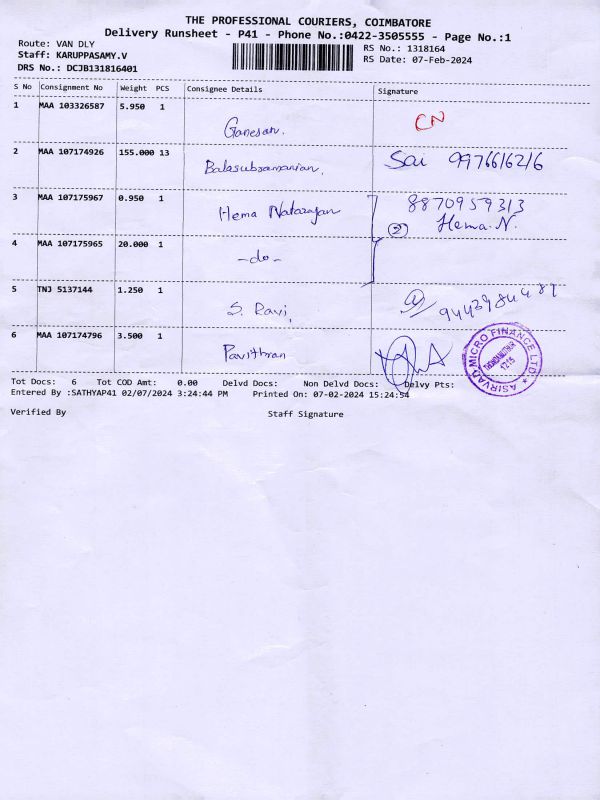 THE PROFESSIONAL COURIERS, COIMBATORE
Delivery Runsheet - P41 - Phone No.:0422-3505555 - Page No.:1
Route: VAN DLY
RS No.: 1318164
Staff: KARUPPASAMY.V
RS Date: 07-Feb-2024
DRS No.: DCJB131816401
S No Consignment No Weight PCS Consignee Details Signature
1 MAA 103326587 5.950 1
Ganesan. CN
2 MAA 107174926 155.000 13
Balasubramanian. Sai 9976616216
3 MAA 107175967 0.950 1 8870959313
Hema Natarajan (2) Hema.N.
4 MAA 107175965 20.000 1
-do-
5 TNJ 5137144 1.250 1
S. Ravi,
6 MAA 107174796 3.500 1
Pavithran
ASIRVAD MICRO FINANCE LTD.
1215
Tot Docs: 6 Tot COD Amt: 0.00 Delvd Docs: Non Delvd Docs: Delvy Pts:
Entered By :SATHYAP41 02/07/2024 3:24:44 PM Printed On: 07-02-2024 15:24:54
Verified By Staff Signature